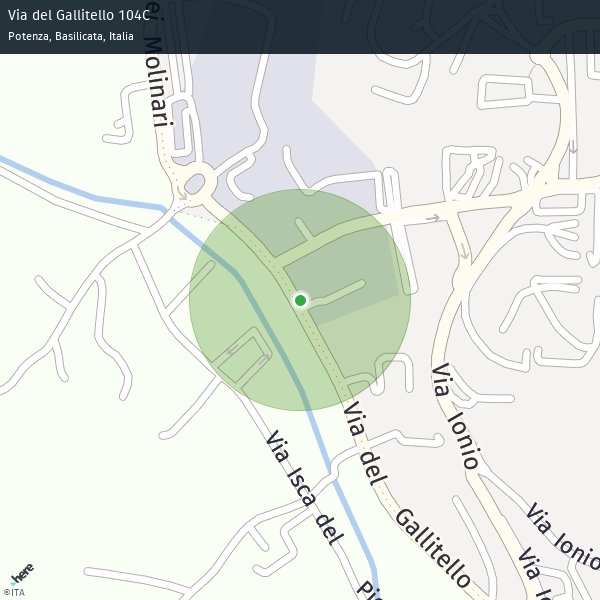 Via del Gallitello 104C
Potenza, Basilicata, Italia
ei Molinari
Via Ionio
Via del Gallitello
Via Isca del
Pi
Via Ionio
Via I
here
©ITA